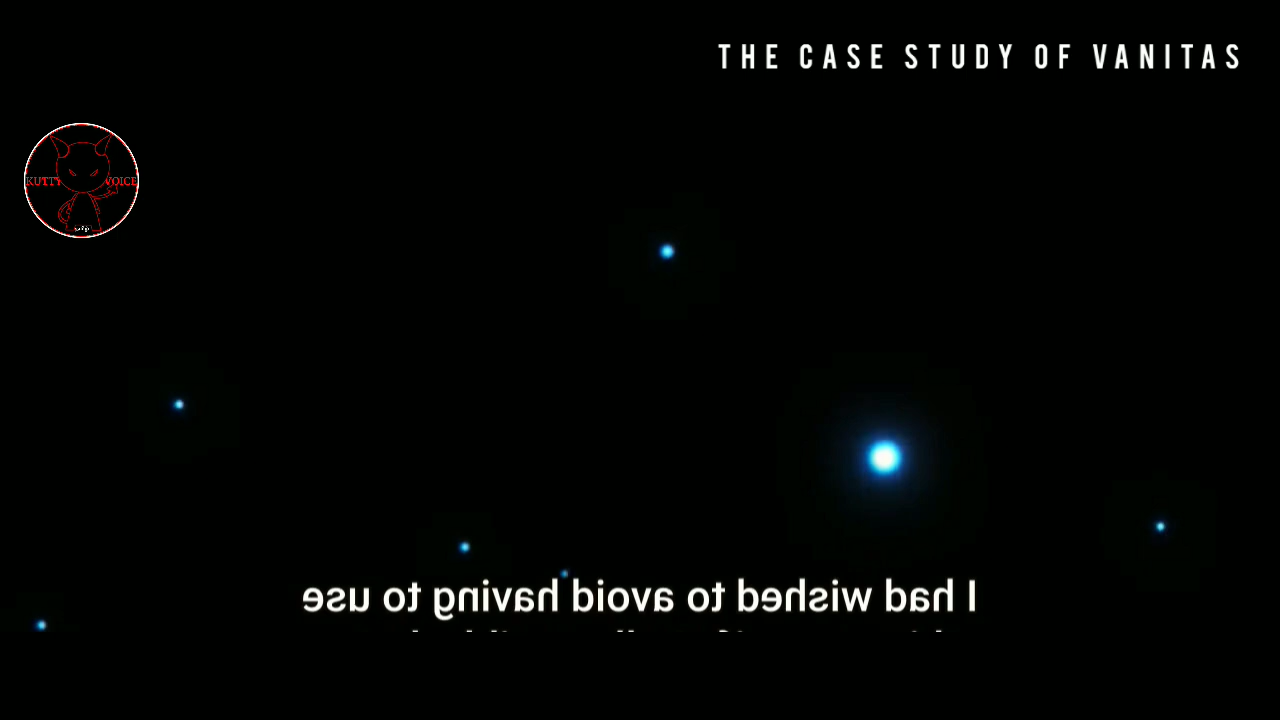 THE CASE STUDY OF VANITAS
KUTTY VOICE
I had wished to avoid having to use